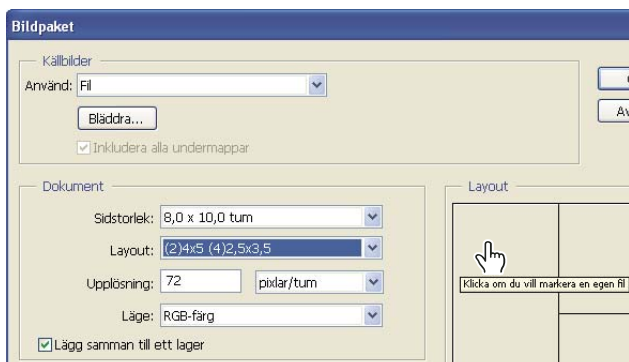 Bildpaket
Källbilder
Använd: Fil
Bläddra...
Inkludera alla undermappar
Dokument
Sidstorlek: 8,0 x 10,0 tum
Layout: (2)4x5 (4)2,5x3,5
Upplösning: 72 pixlar/tum
Läge: RGB-färg
Lägg samman till ett lager
Layout
Klicka om du vill markera en egen fil